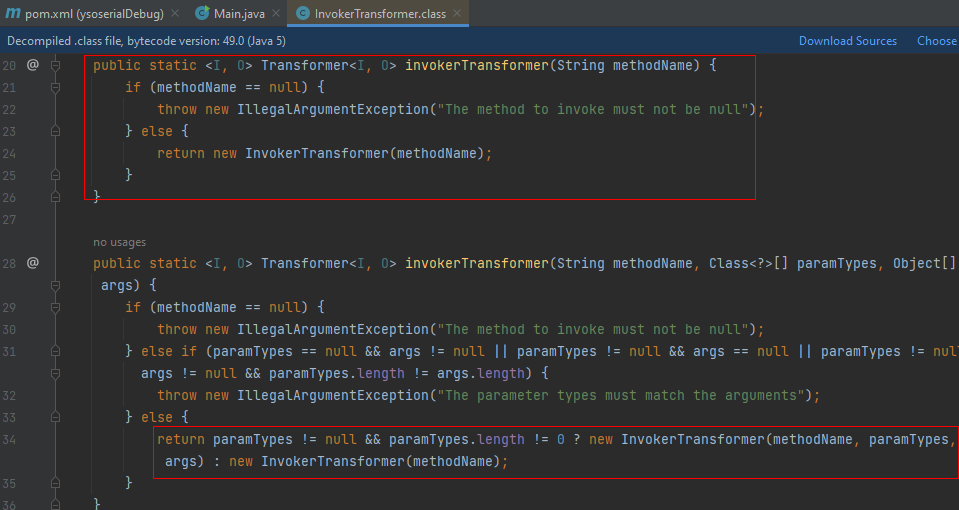 pom.xml (ysoserialDebug) × Main.java × InvokerTransformer.class ×
Decompiled .class file, bytecode version: 49.0 (Java 5) Download Sources Choose
20 @ public static <I, O> Transformer<I, O> invokerTransformer(String methodName) {
21 if (methodName == null) {
22 throw new IllegalArgumentException("The method to invoke must not be null");
23 } else {
24 return new InvokerTransformer(methodName);
25 }
26 }
27
no usages
28 @ public static <I, O> Transformer<I, O> invokerTransformer(String methodName, Class<?>[] paramTypes, Object[]
args) {
29 if (methodName == null) {
30 throw new IllegalArgumentException("The method to invoke must not be null");
31 } else if (paramTypes == null && args != null || paramTypes != null && args == null || paramTypes != nul
args != null && paramTypes.length != args.length) {
32 throw new IllegalArgumentException("The parameter types must match the arguments");
33 } else {
34 return paramTypes != null && paramTypes.length != 0 ? new InvokerTransformer(methodName, paramTypes,
args) : new InvokerTransformer(methodName);
35 }
36 }